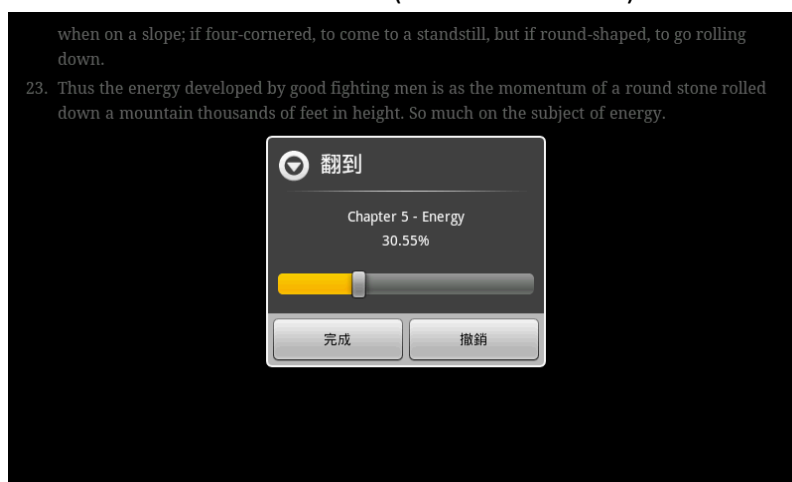 when on a slope; if four-cornered, to come to a standstill, but if round-shaped, to go rolling
down.
23. Thus the energy developed by good fighting men is as the momentum of a round stone rolled
down a mountain thousands of feet in height. So much on the subject of energy.
翻到
Chapter 5 - Energy
30.55%
完成
撤銷